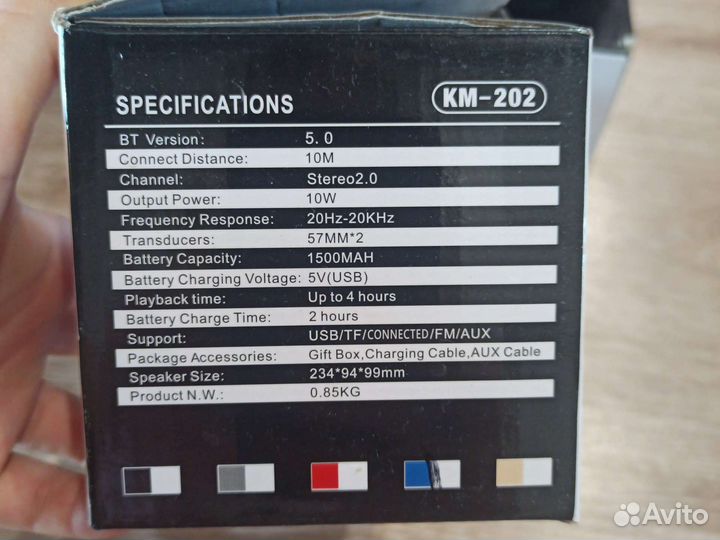 SPECIFICATIONS KM-202
BT Version: 5.0
Connect Distance: 10M
Channel: Stereo2.0
Output Power: 10W
Frequency Response: 20Hz-20KHz
Transducers: 57MM*2
Battery Capacity: 1500MAH
Battery Charging Voltage: 5V(USB)
Playback time: Up to 4 hours
Battery Charge Time: 2 hours
Support: USB/TF/CONNECTED/FM/AUX
Package Accessories: Gift Box,Charging Cable,AUX Cable
Speaker Size: 234*94*99mm
Product N.W.: 0.85KG
Avito